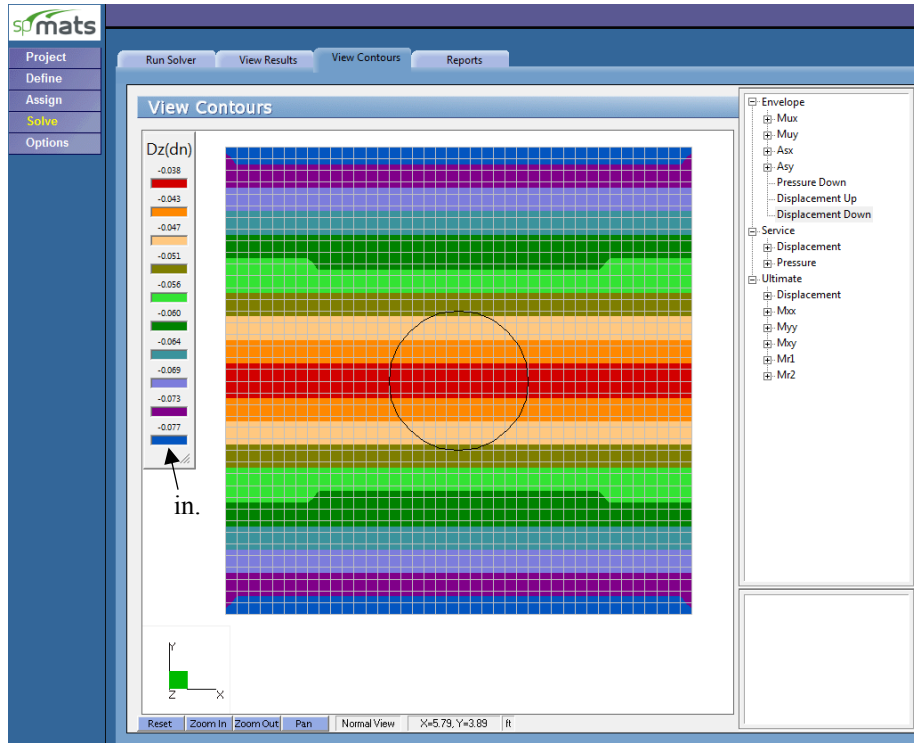 spmats
Project
Define
Assign
Solve
Options
Run Solver View Results View Contours Reports
View Contours
Dz(dn)
-0.038
-0.043
-0.047
-0.051
-0.056
-0.060
-0.064
-0.069
-0.073
-0.077
in.
Y
Z X
Reset Zoom In Zoom Out Pan Normal View X=5.79, Y=3.89 ft
Envelope
Mux
Muy
Asx
Asy
Pressure Down
Displacement Up
Displacement Down
Service
Displacement
Pressure
Ultimate
Displacement
Mxx
Myy
Mxy
Mr1
Mr2